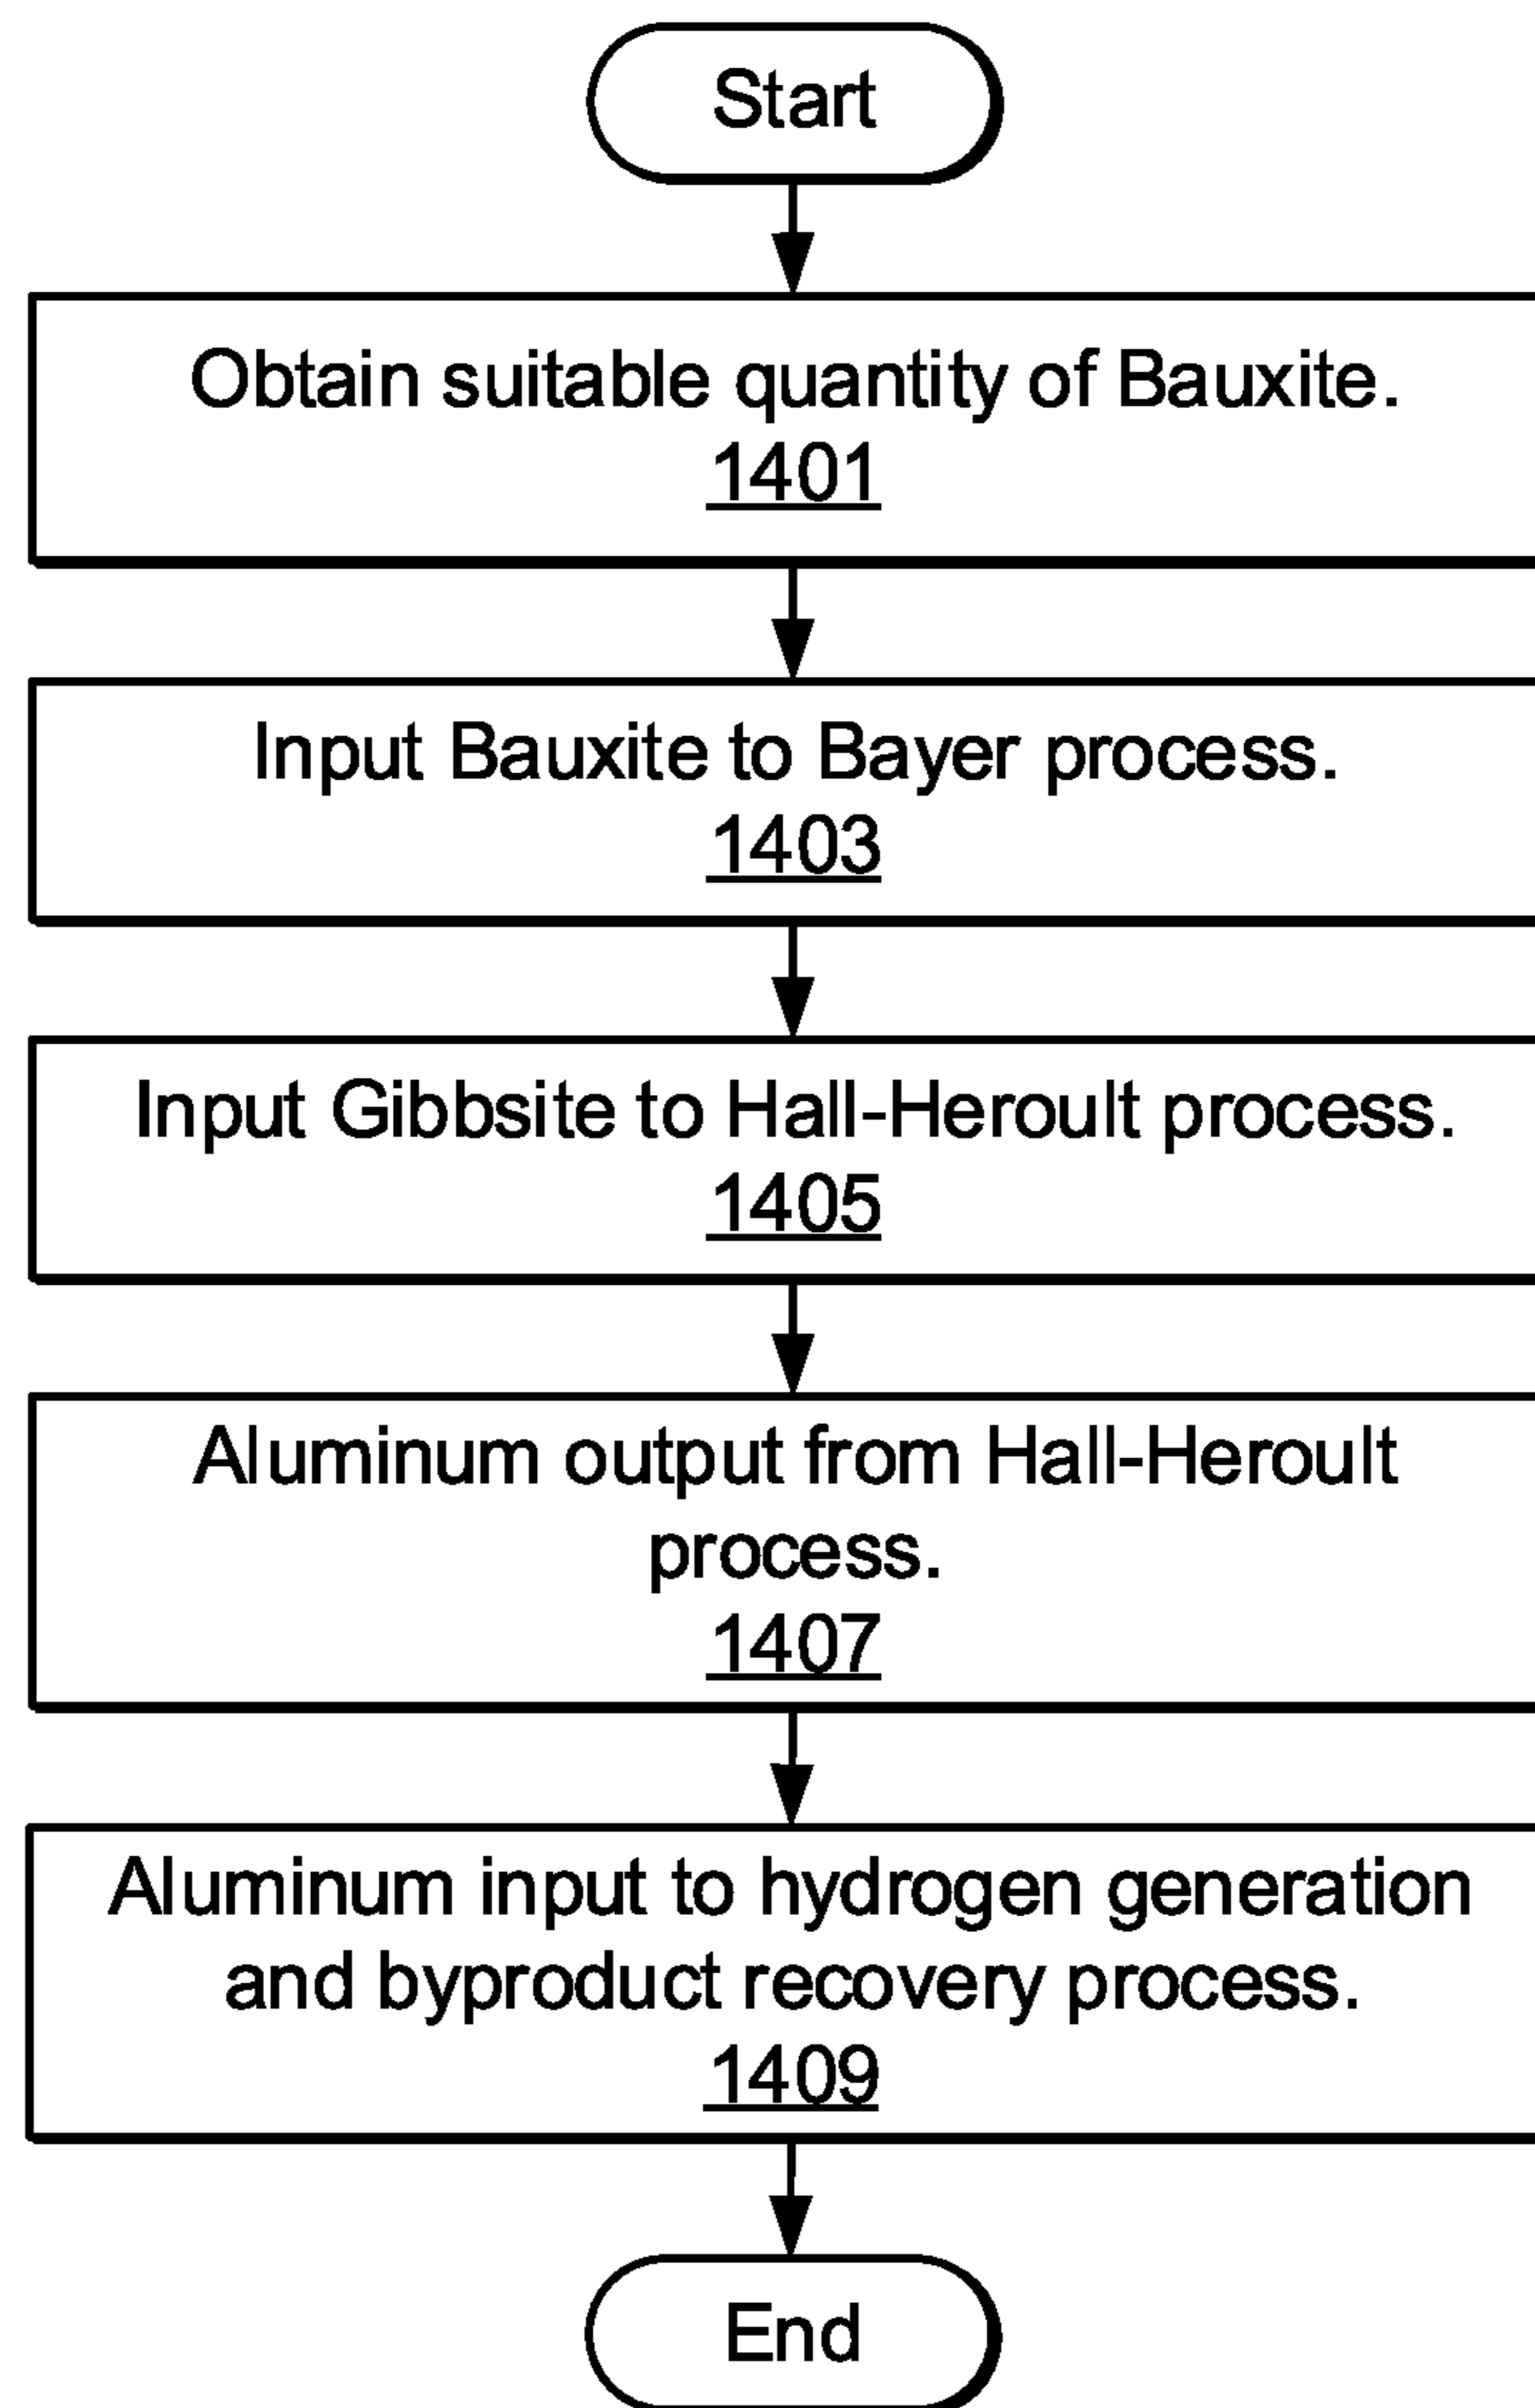 Start
Obtain suitable quantity of Bauxite.
1401
Input Bauxite to Bayer process.
1403
Input Gibbsite to Hall-Heroult process.
1405
Aluminum output from Hall-Heroult
process.
1407
Aluminum input to hydrogen generation
and byproduct recovery process.
1409
End